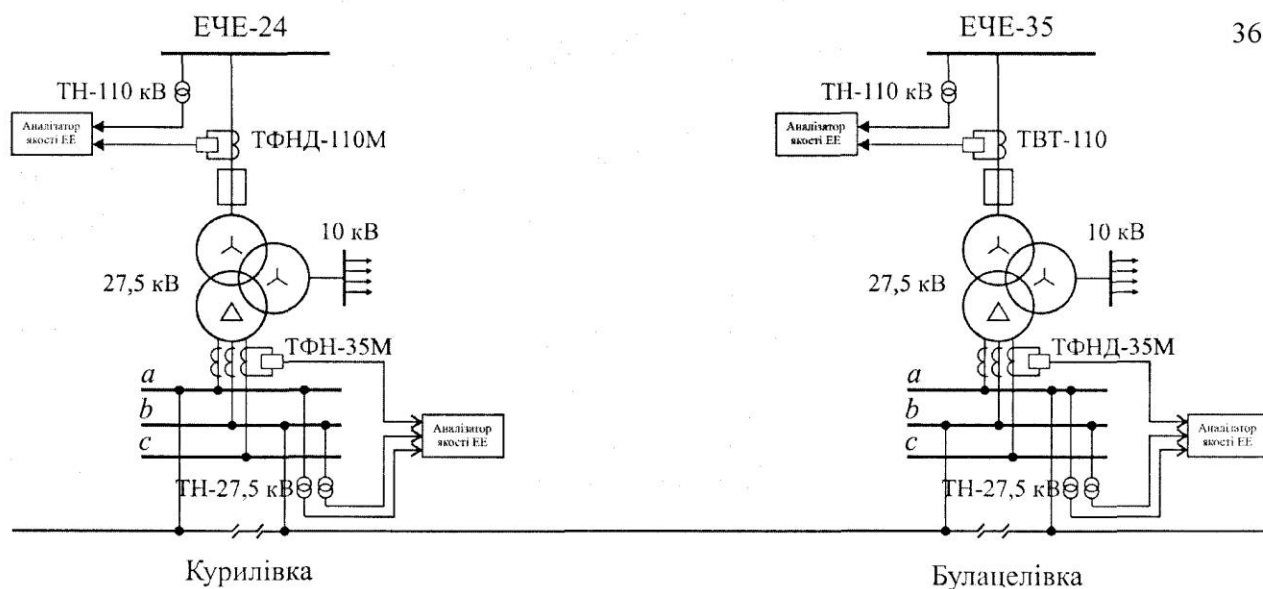 ЕЧЕ-24
ЕЧЕ-35
36
ТН-110 кВ
ТН-110 кВ
Аналізатор
якості ЕЕ
ТФНД-110М
Аналізатор
якості ЕЕ
ТВТ-110
10 кВ
10 кВ
27,5 кВ
27,5 кВ
ТФН-35М
ТФНД-35М
a
a
b
b
Аналізатор
якості ЕЕ
Аналізатор
якості ЕЕ
c
c
ТН-27,5 кВ
ТН-27,5 кВ
Курилівка
Булацелівка